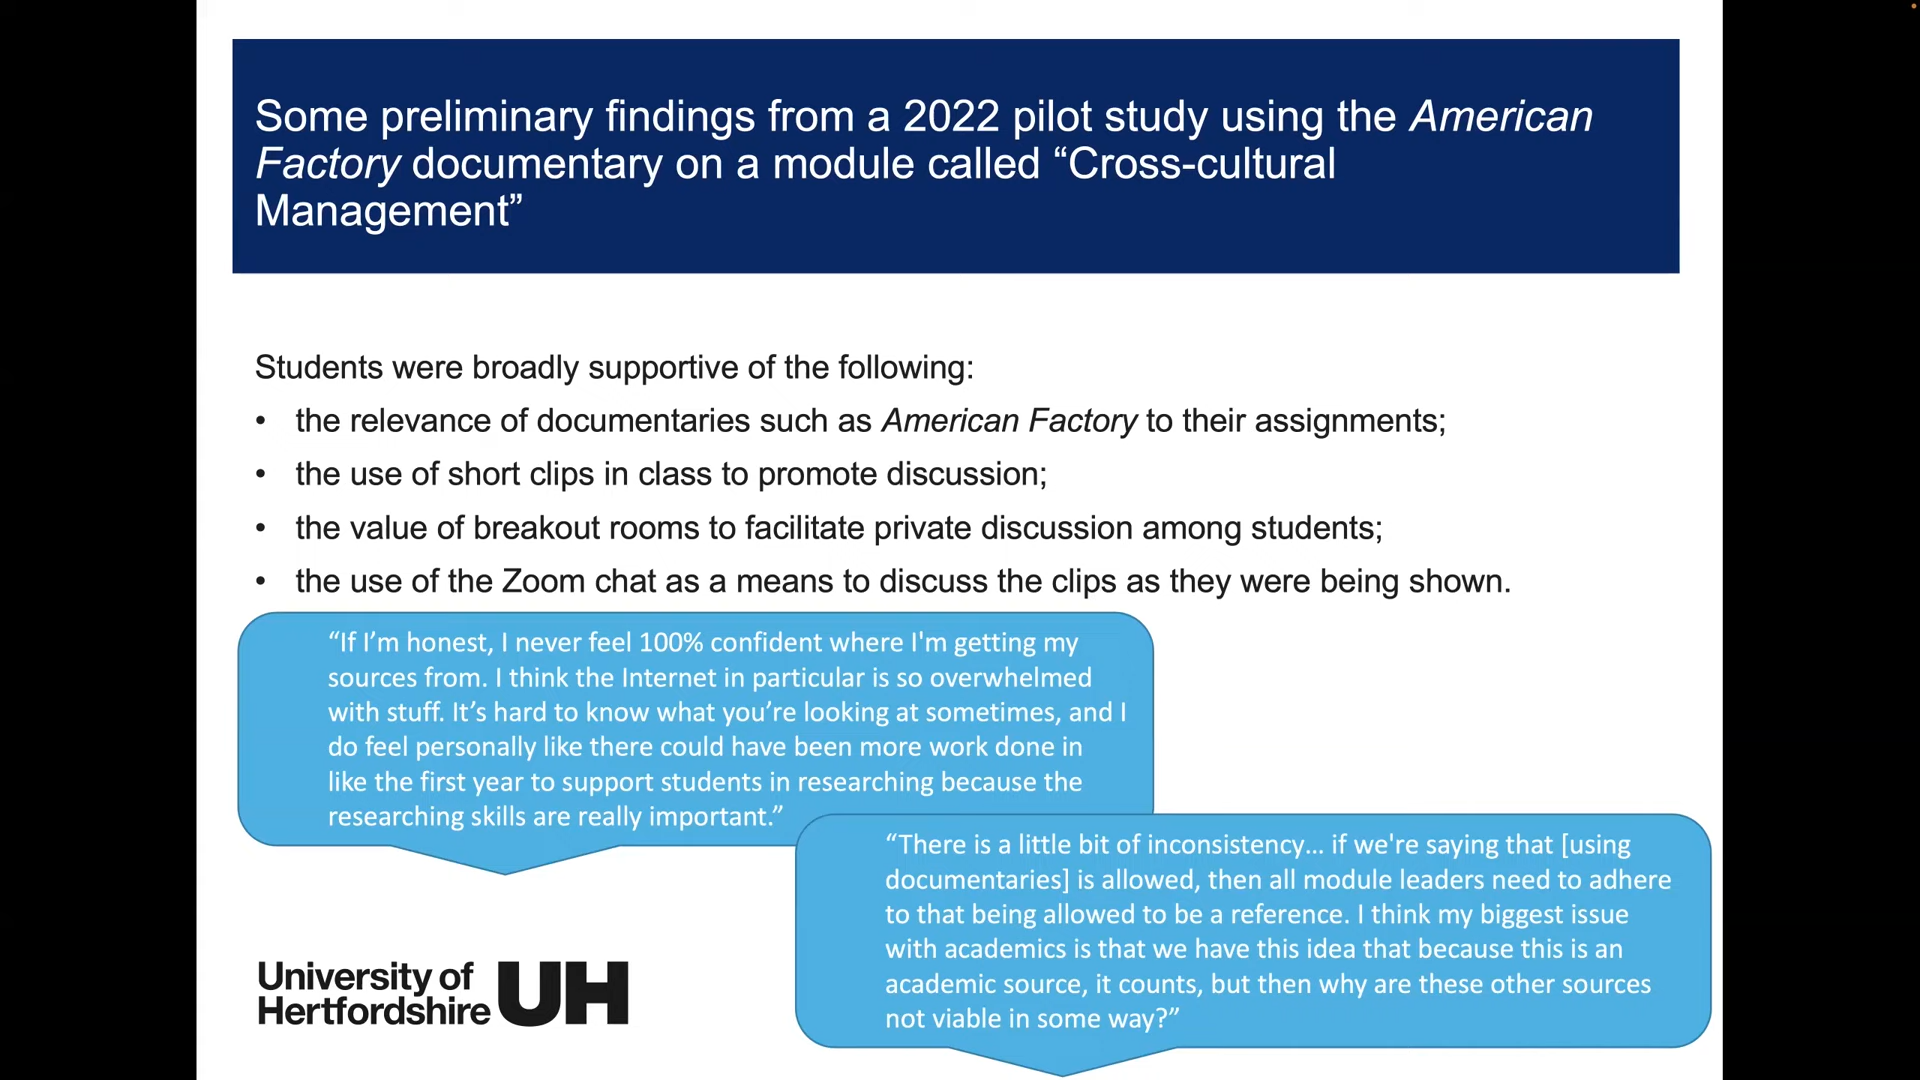 Some preliminary findings from a 2022 pilot study using the American
Factory documentary on a module called “Cross-cultural
Management”
Students were broadly supportive of the following:
• the relevance of documentaries such as American Factory to their assignments;
• the use of short clips in class to promote discussion;
• the value of breakout rooms to facilitate private discussion among students;
• the use of the Zoom chat as a means to discuss the clips as they were being shown.
“If I’m honest, I never feel 100% confident where I'm getting my
sources from. I think the Internet in particular is so overwhelmed
with stuff. It’s hard to know what you’re looking at sometimes, and I
do feel personally like there could have been more work done in
like the first year to support students in researching because the
researching skills are really important.”
“There is a little bit of inconsistency... if we're saying that [using
documentaries] is allowed, then all module leaders need to adhere
to that being allowed to be a reference. I think my biggest issue
with academics is that we have this idea that because this is an
academic source, it counts, but then why are these other sources
not viable in some way?”
University of
Hertfordshire UH